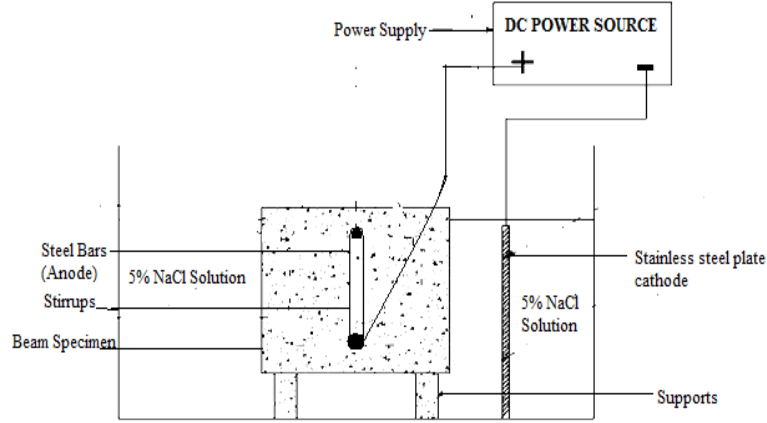 Power Supply
DC POWER SOURCE
+
-
Steel Bars
(Anode)
5% NaCl Solution
Stirrups
Beam Specimen
Stainless steel plate
cathode
5% NaCl
Solution
Supports